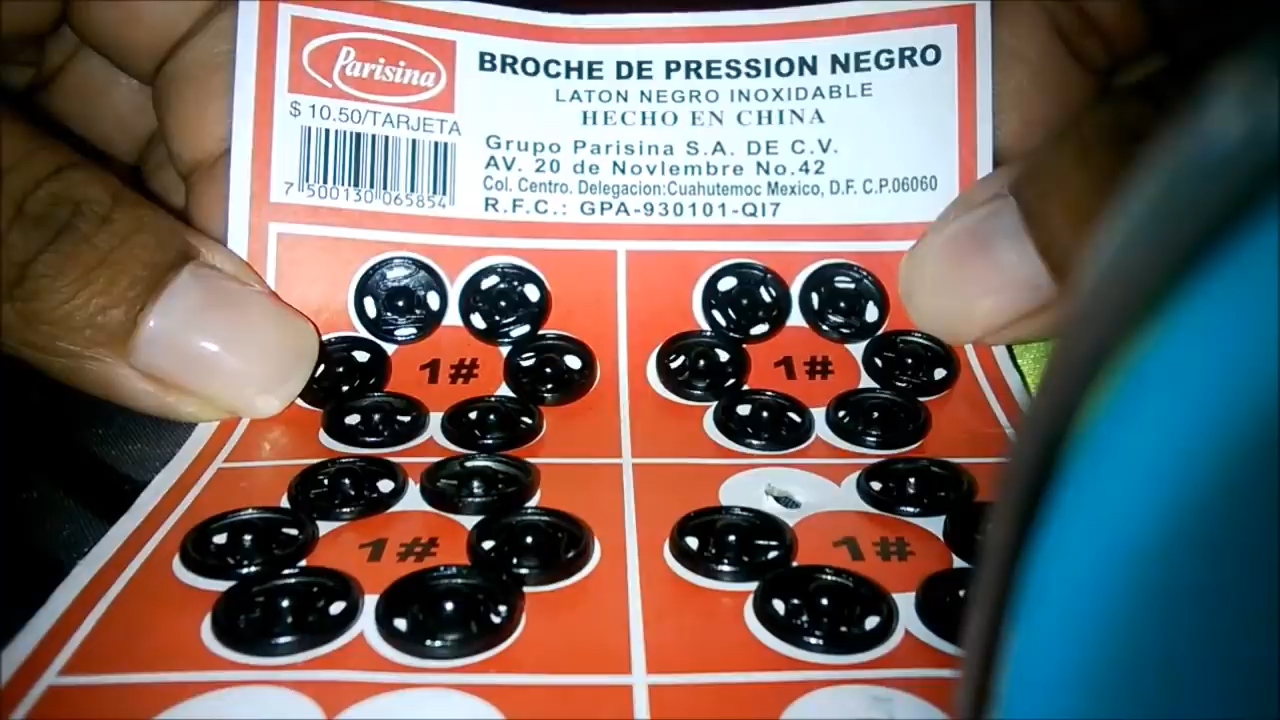 Parisina
$ 10.50/TARJETA
7 500130 065854
BROCHE DE PRESSION NEGRO
LATON NEGRO INOXIDABLE
HECHO EN CHINA
Grupo Parisina S.A. DE C.V.
AV. 20 de Noviembre No.42
Col. Centro. Delegacion:Cuahutemoc Mexico, D.F. C.P.06060
R.F.C.: GPA-930101-QI7
1# 1#
1# 1#